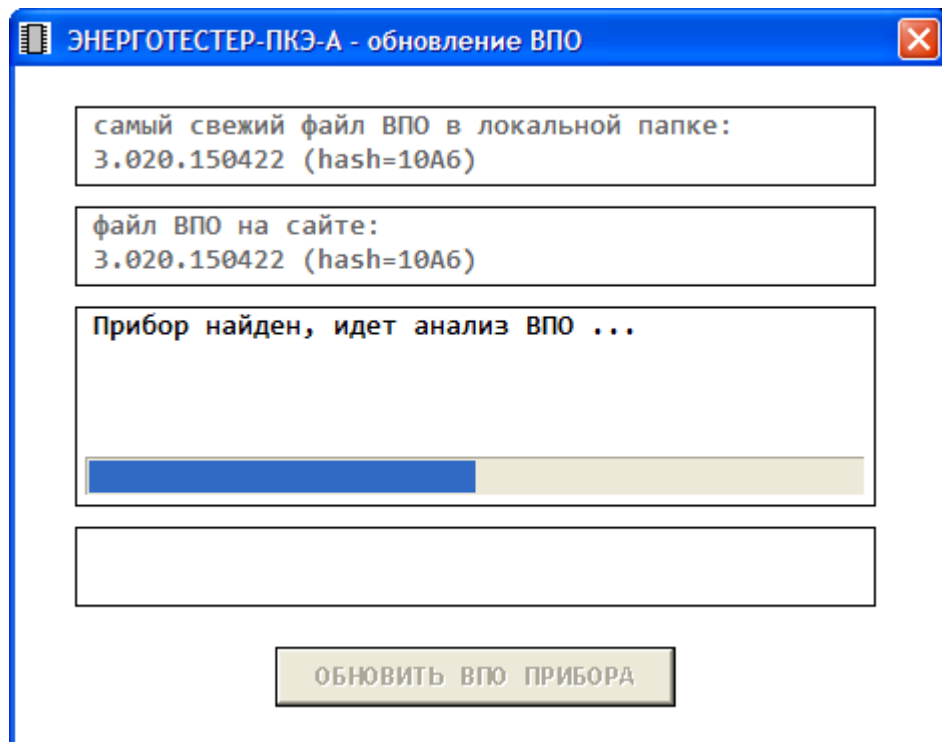 ЭНЕРГОТЕСТЕР-ПКЭ-А - обновление ВПО
самый свежий файл ВПО в локальной папке:
3.020.150422 (hash=10A6)
файл ВПО на сайте:
3.020.150422 (hash=10A6)
Прибор найден, идет анализ ВПО ...
ОБНОВИТЬ ВПО ПРИБОРА